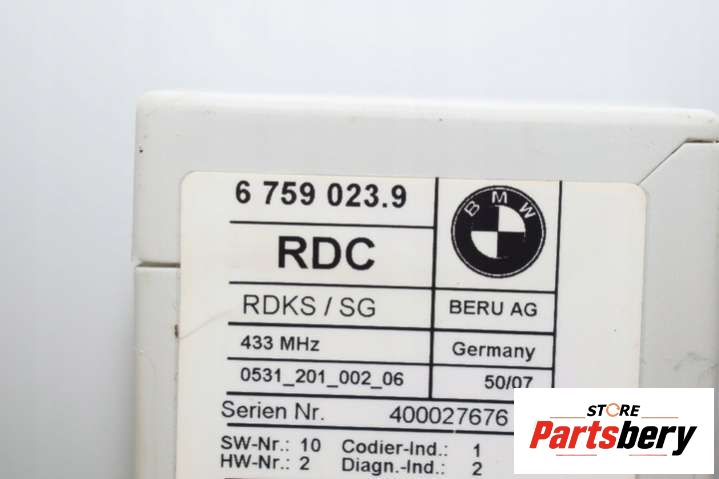 6 759 023.9
BMW
RDC
RDKS / SG
BERU AG
433 MHz
Germany
0531_201_002_06
50/07
Serien Nr. 400027676
SW-Nr.: 10 Codier-Ind.: 1
HW-Nr.: 2 Diagn.-Ind.: 2
STORE
Partsbery